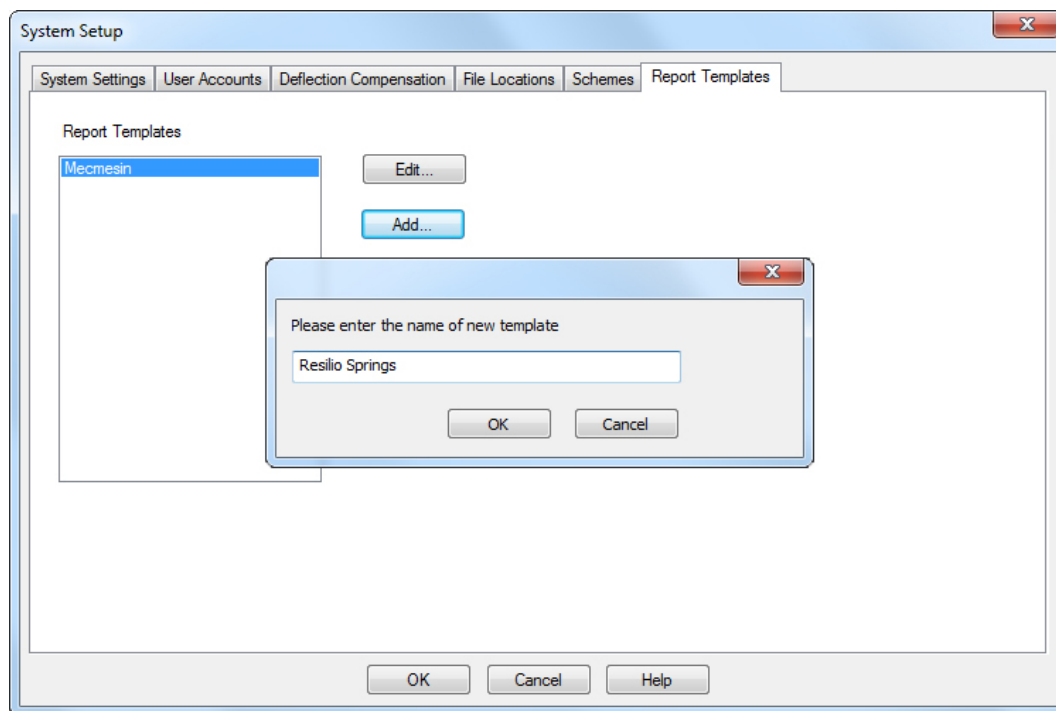 System Setup
System Settings User Accounts Deflection Compensation File Locations Schemes Report Templates
Report Templates
Mecmesin
Edit...
Add...
Please enter the name of new template
Resilio Springs
OK Cancel
OK Cancel Help